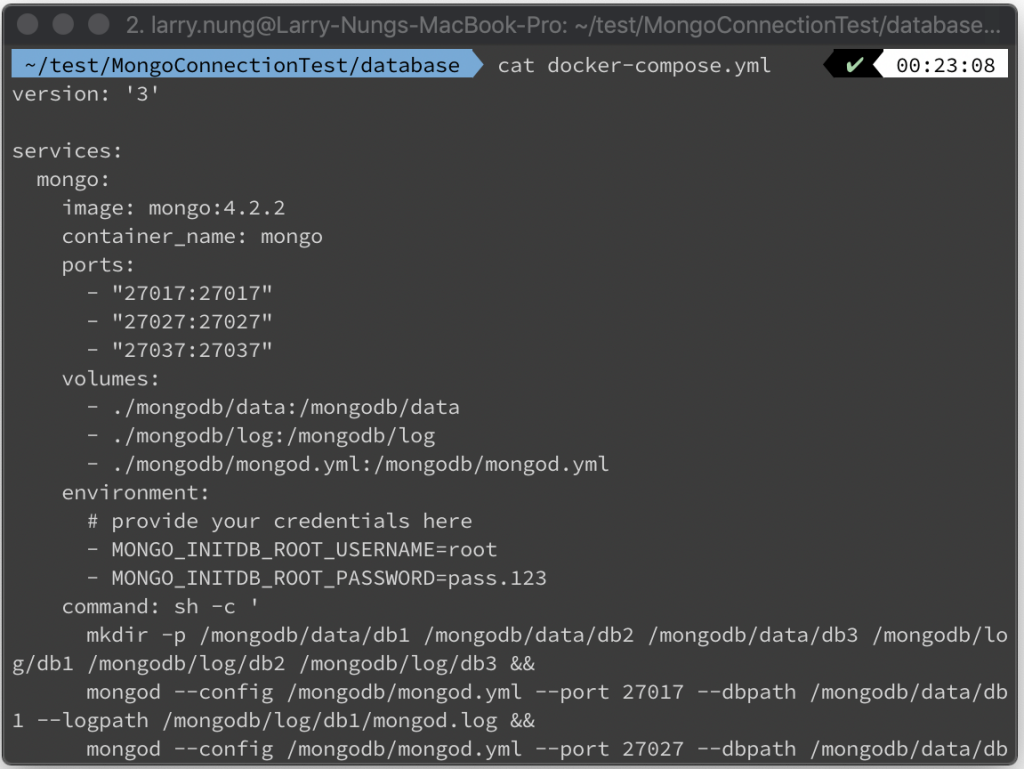 2. larry.nung@Larry-Nungs-MacBook-Pro: ~/test/MongoConnectionTest/database...
~/test/MongoConnectionTest/database cat docker-compose.yml ✔ 00:23:08
version: '3'
services:
mongo:
image: mongo:4.2.2
container_name: mongo
ports:
- "27017:27017"
- "27027:27027"
- "27037:27037"
volumes:
- ./mongodb/data:/mongodb/data
- ./mongodb/log:/mongodb/log
- ./mongodb/mongod.yml:/mongodb/mongod.yml
environment:
# provide your credentials here
- MONGO_INITDB_ROOT_USERNAME=root
- MONGO_INITDB_ROOT_PASSWORD=pass.123
command: sh -c '
mkdir -p /mongodb/data/db1 /mongodb/data/db2 /mongodb/data/db3 /mongodb/lo
g/db1 /mongodb/log/db2 /mongodb/log/db3 &&
mongod --config /mongodb/mongod.yml --port 27017 --dbpath /mongodb/data/db
1 --logpath /mongodb/log/db1/mongod.log &&
mongod --config /mongodb/mongod.yml --port 27027 --dbpath /mongodb/data/db